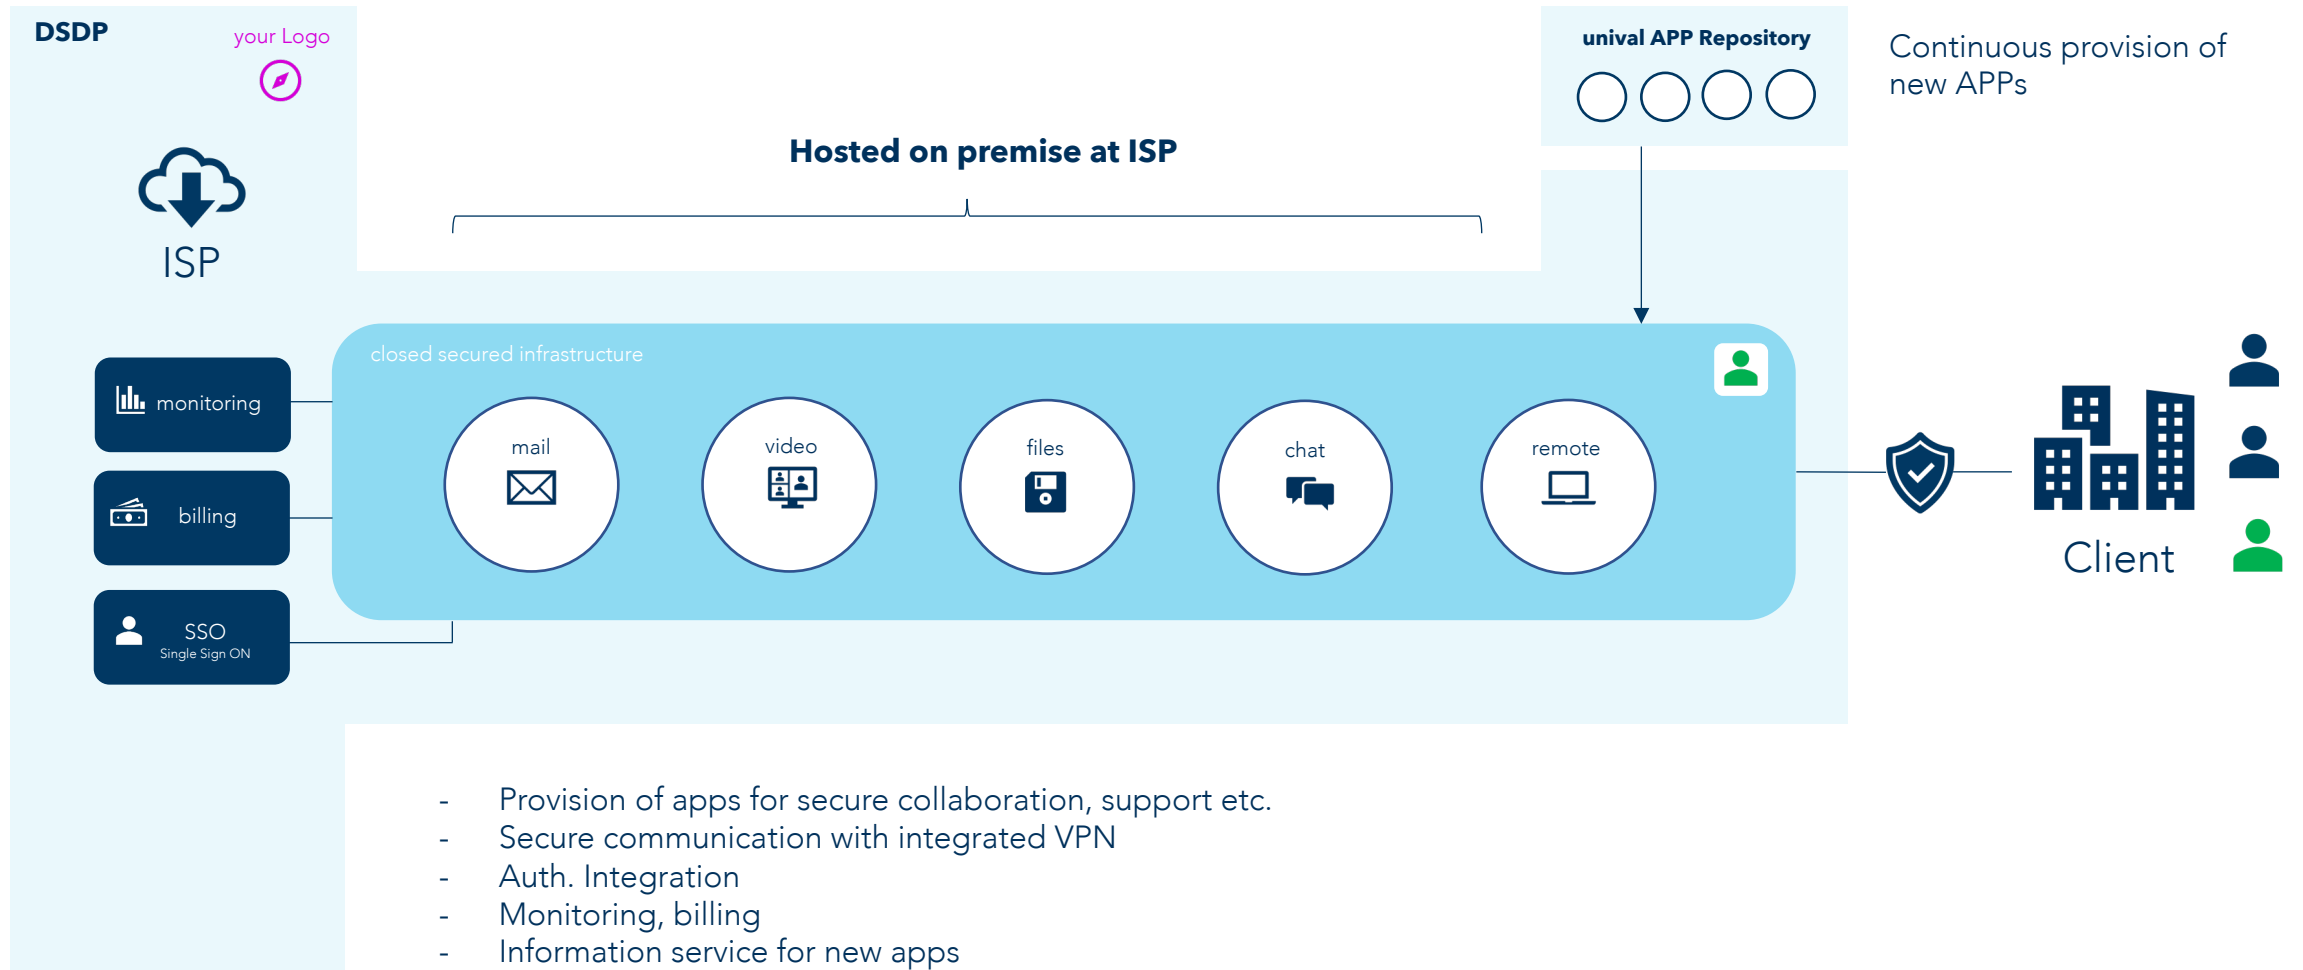 DSDP
your Logo
ISP
Hosted on premise at ISP
unival APP Repository
Continuous provision of
new APPs
closed secured infrastructure
monitoring
billing
SSO
Single Sign ON
mail
video
files
chat
remote
Client
- Provision of apps for secure collaboration, support etc.
- Secure communication with integrated VPN
- Auth. Integration
- Monitoring, billing
- Information service for new apps